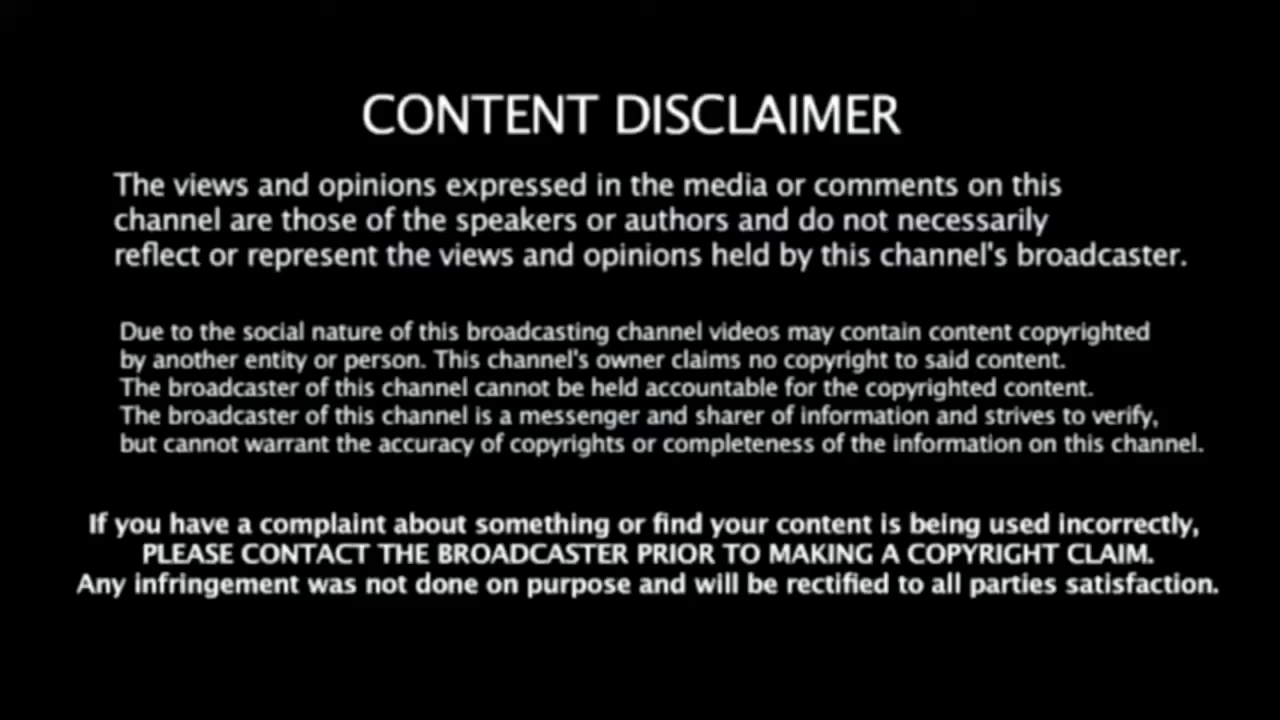 CONTENT DISCLAIMER
The views and opinions expressed in the media or comments on this
channel are those of the speakers or authors and do not necessarily
reflect or represent the views and opinions held by this channel's broadcaster.
Due to the social nature of this broadcasting channel videos may contain content copyrighted
by another entity or person. This channel's owner claims no copyright to said content.
The broadcaster of this channel cannot be held accountable for the copyrighted content.
The broadcaster of this channel is a messenger and sharer of information and strives to verify,
but cannot warrant the accuracy of copyrights or completeness of the information on this channel.
If you have a complaint about something or find your content is being used incorrectly,
PLEASE CONTACT THE BROADCASTER PRIOR TO MAKING A COPYRIGHT CLAIM.
Any infringement was not done on purpose and will be rectified to all parties satisfaction.